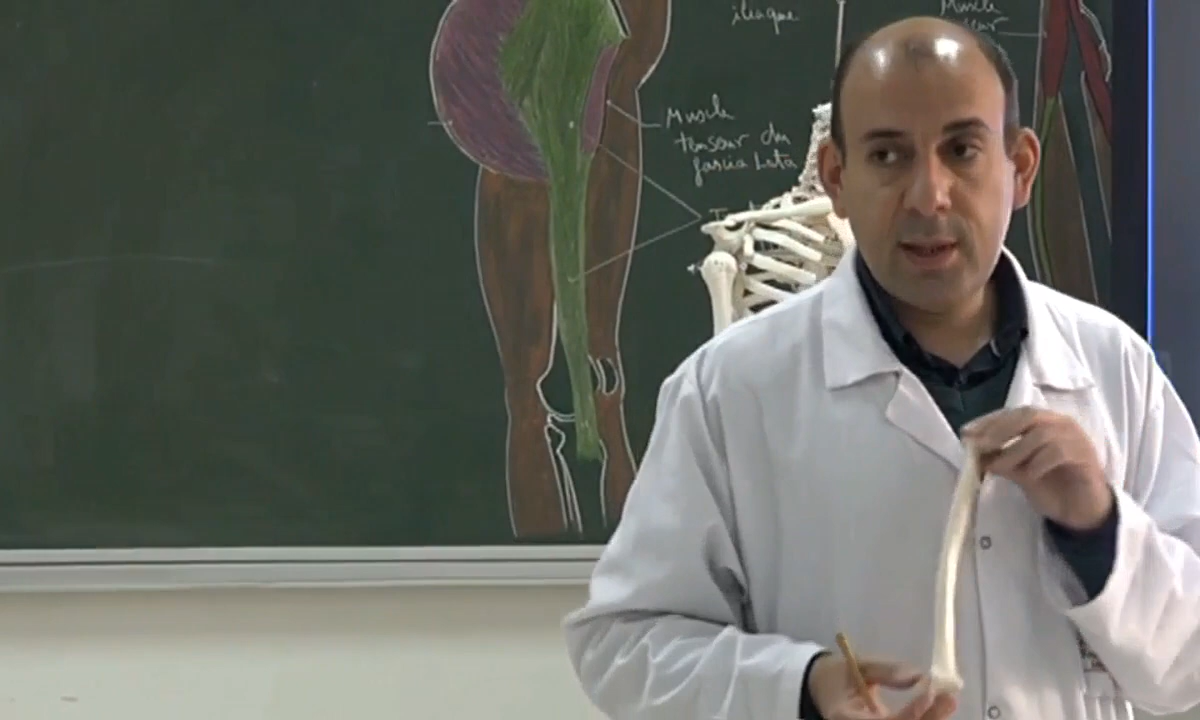 iliaque
Muscle
Muscle
tenseur du
fascia Lata